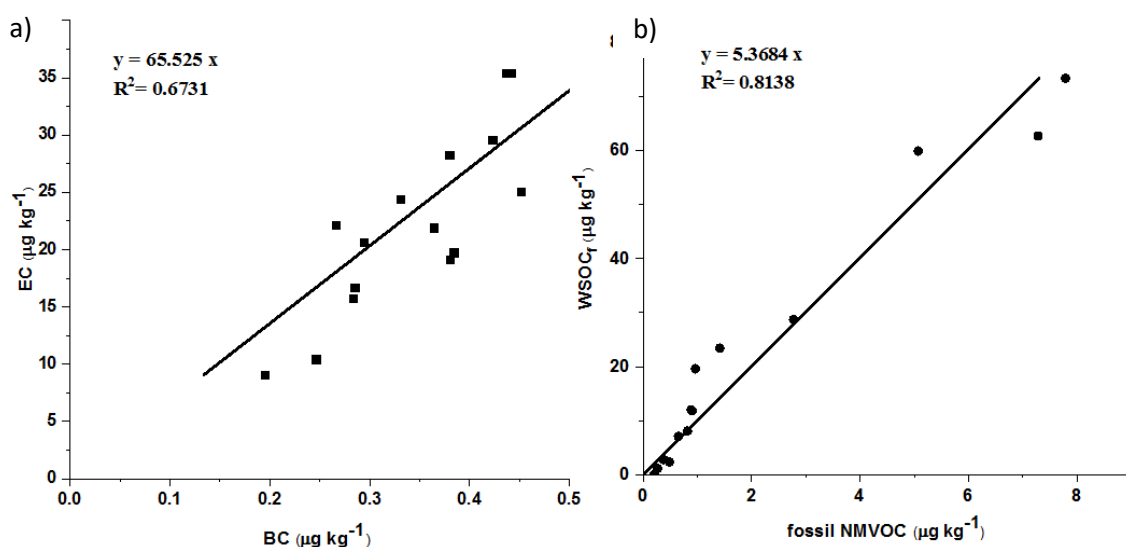 a)
y = 65.525 x
R²= 0.6731
EC (µg kg⁻¹)
35
30
25
20
15
10
5
0
0.0 0.1 0.2 0.3 0.4 0.5
BC (µg kg⁻¹)
b)
y = 5.3684 x
R²= 0.8138
WSOCf (µg kg⁻¹)
60
40
20
0
0 2 4 6 8
fossil NMVOC (µg kg⁻¹)